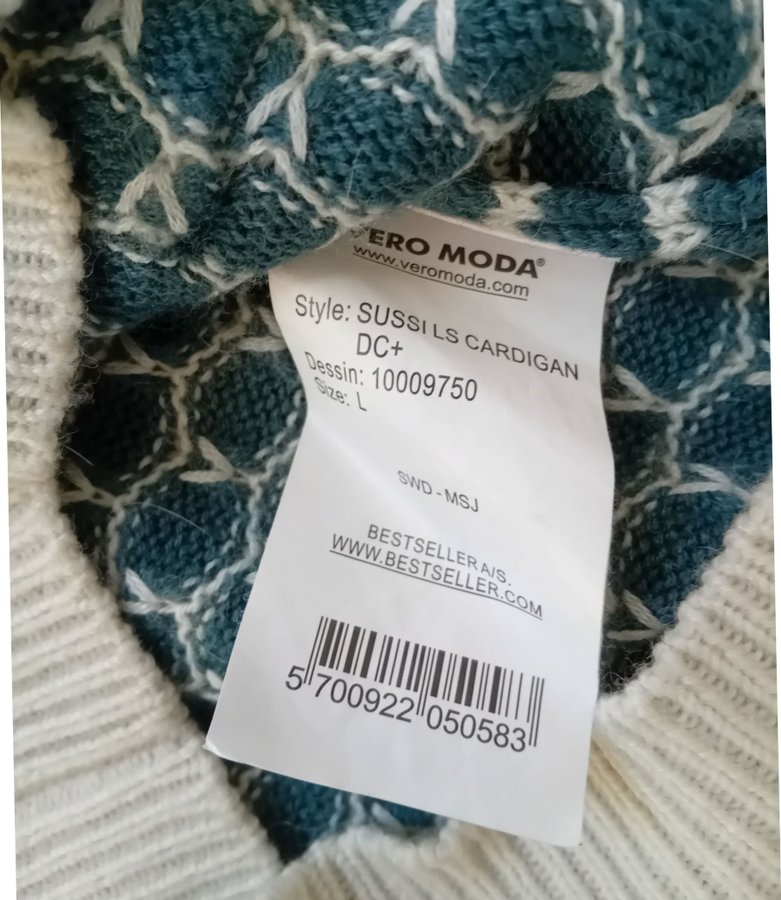 VERO MODA®
www.veromoda.com
Style: SUSSI LS CARDIGAN
DC+
Dessin: 10009750
Size: L
SWD - MSJ
BESTSELLER A/S.
WWW.BESTSELLER.COM
5 700922 050583